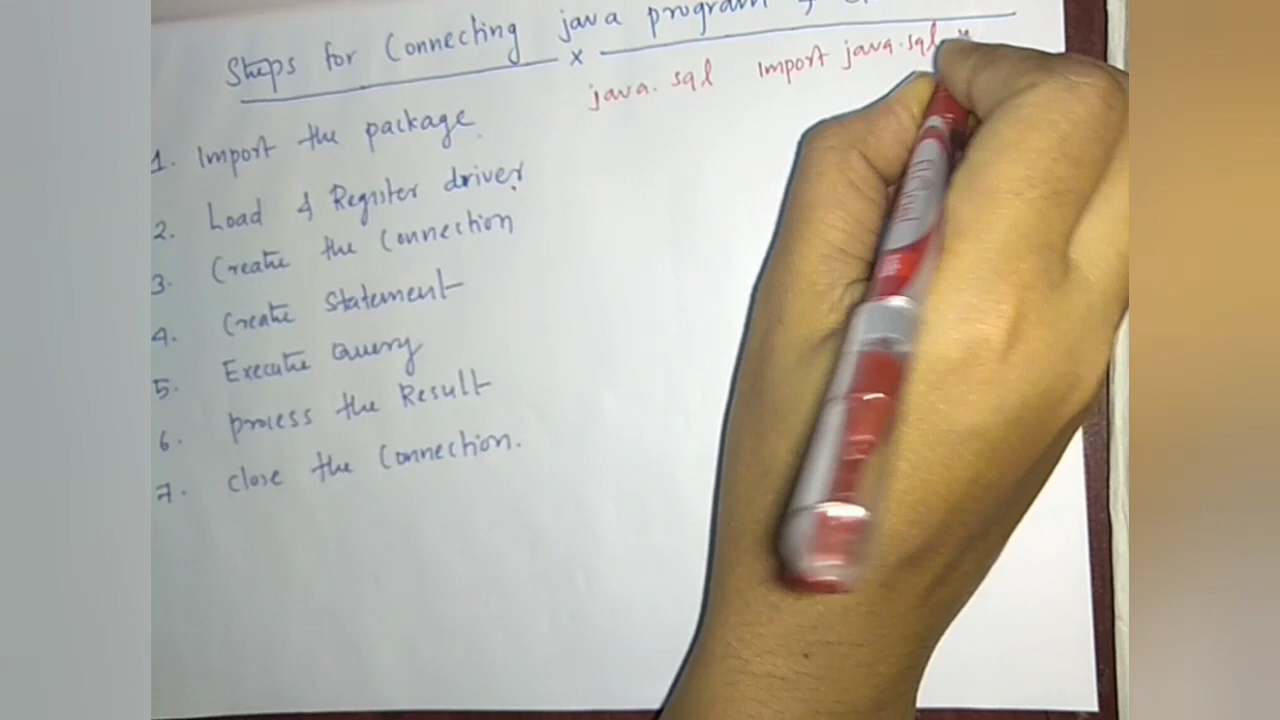 Steps for Connecting java program &
java.sql import java.sql
1. Import the package.
2. Load & Register driver
3. Create the Connection
4. Create Statement
5. Execute Query
6. process the Result
7. close the Connection.